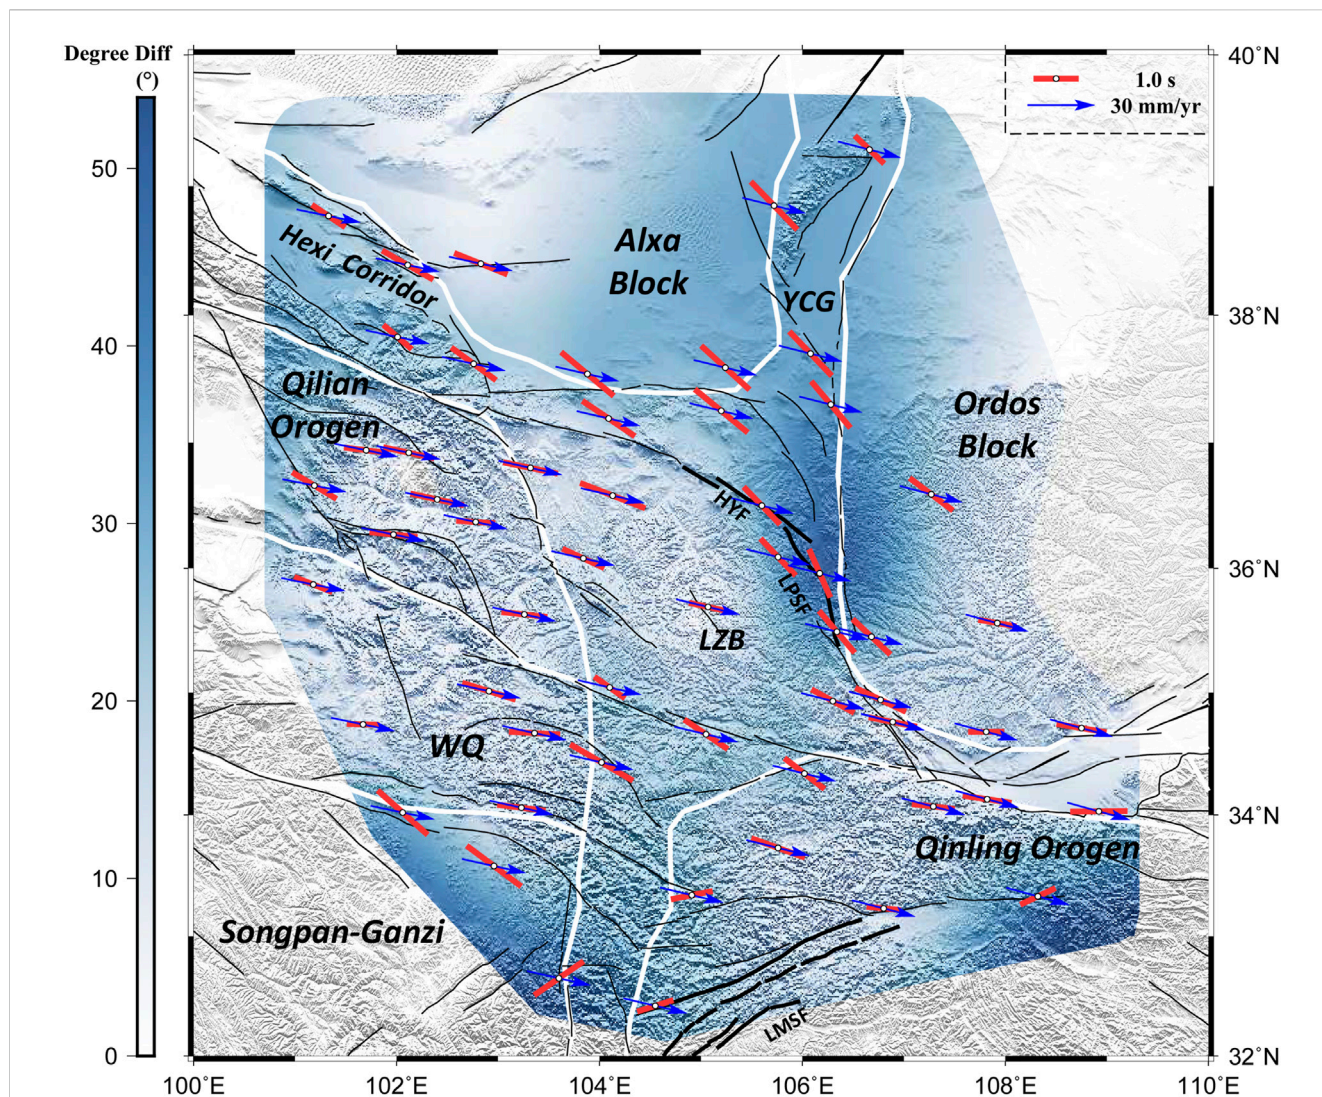 Degree Diff
(°)
50
40
30
20
10
0
1.0 s
30 mm/yr
40°N
38°N
36°N
34°N
32°N
100°E
102°E
104°E
106°E
108°E
110°E
Hexi Corridor
Alxa
Block
YCG
Qilian
Orogen
Ordos
Block
HYF
LPSF
LZB
WQ
Qinling Orogen
Songpan-Ganzi
LMSF